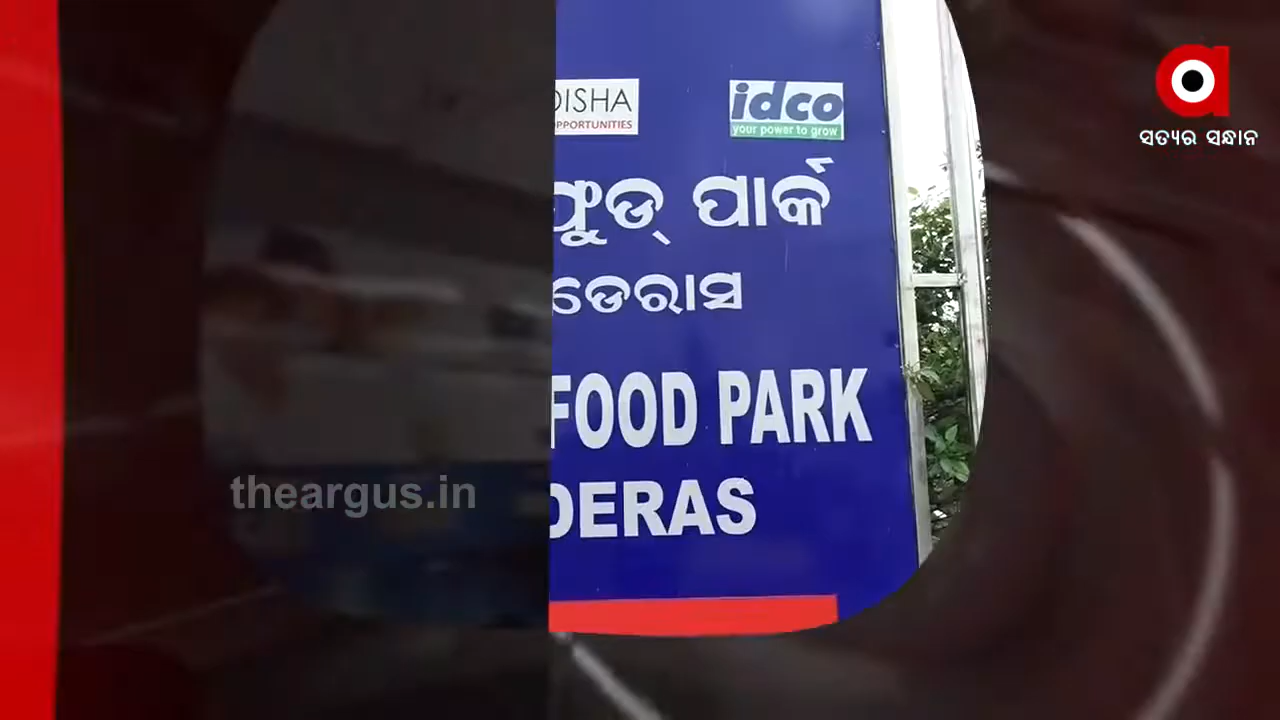 DISHA
OPPORTUNITIES
idco
your power to grow
ଫୁଡ୍ ପାର୍କ
ଡେରାସ
FOOD PARK
DERAS
theargus.in
ସତ୍ୟର ସନ୍ଧାନ